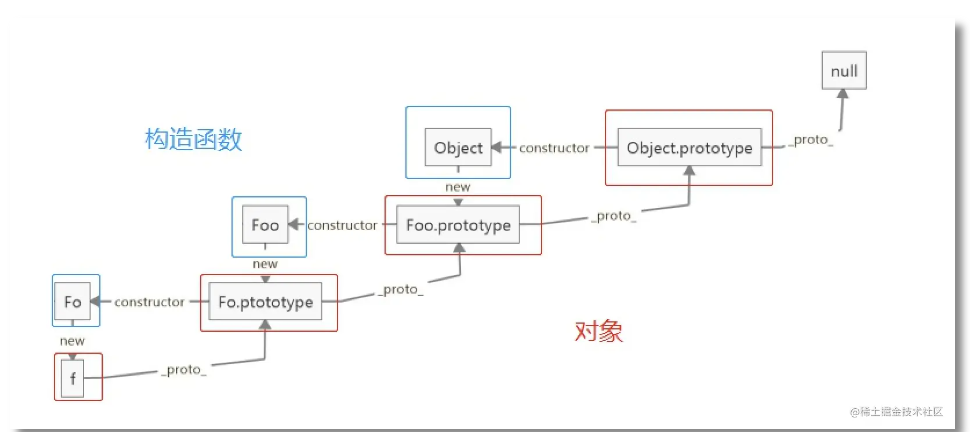 null
构造函数
Object
constructor
Object.prototype
_proto_
new
Foo
constructor
Foo.prototype
_proto_
new
Fo
constructor
Fo.ptototype
_proto_
new
对象
f
_proto_
@稀土掘金技术社区